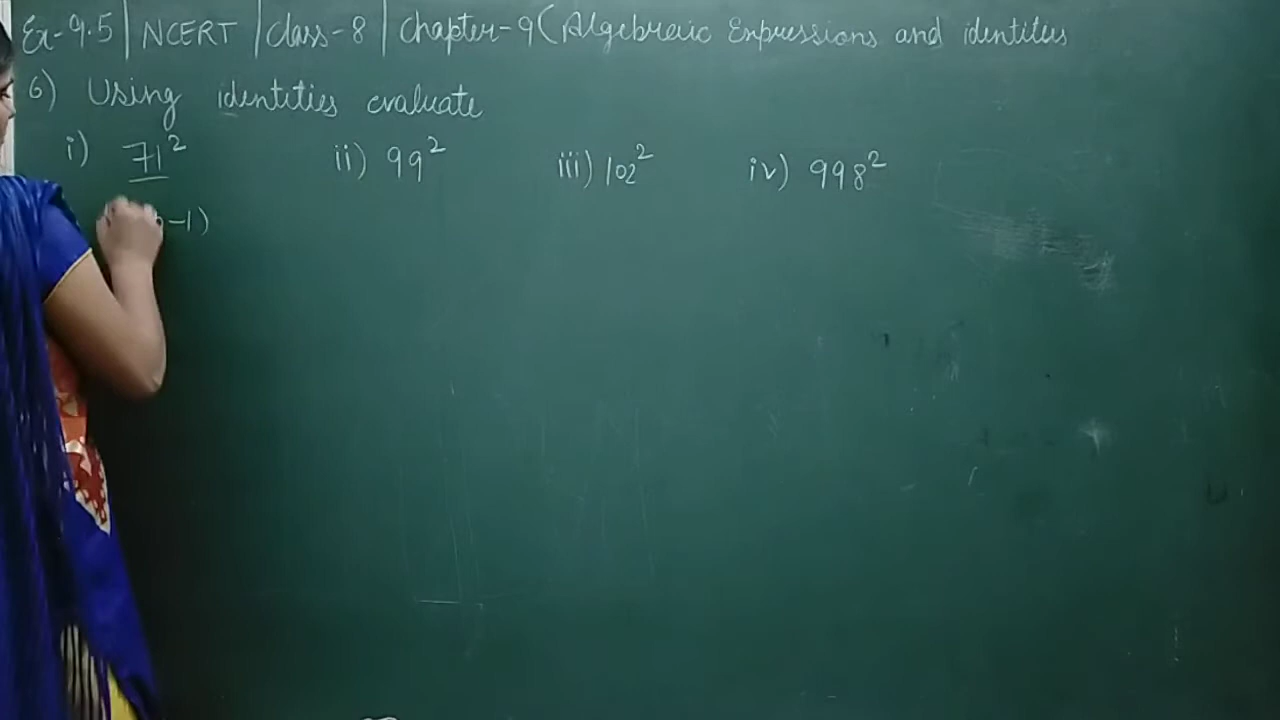 Ex-9.5 | NCERT | Class-8 | Chapter-9 ( Algebraic Expressions and identities
6) Using identities evaluate
i) 71² ii) 99² iii) 102² iv) 998²
-1)